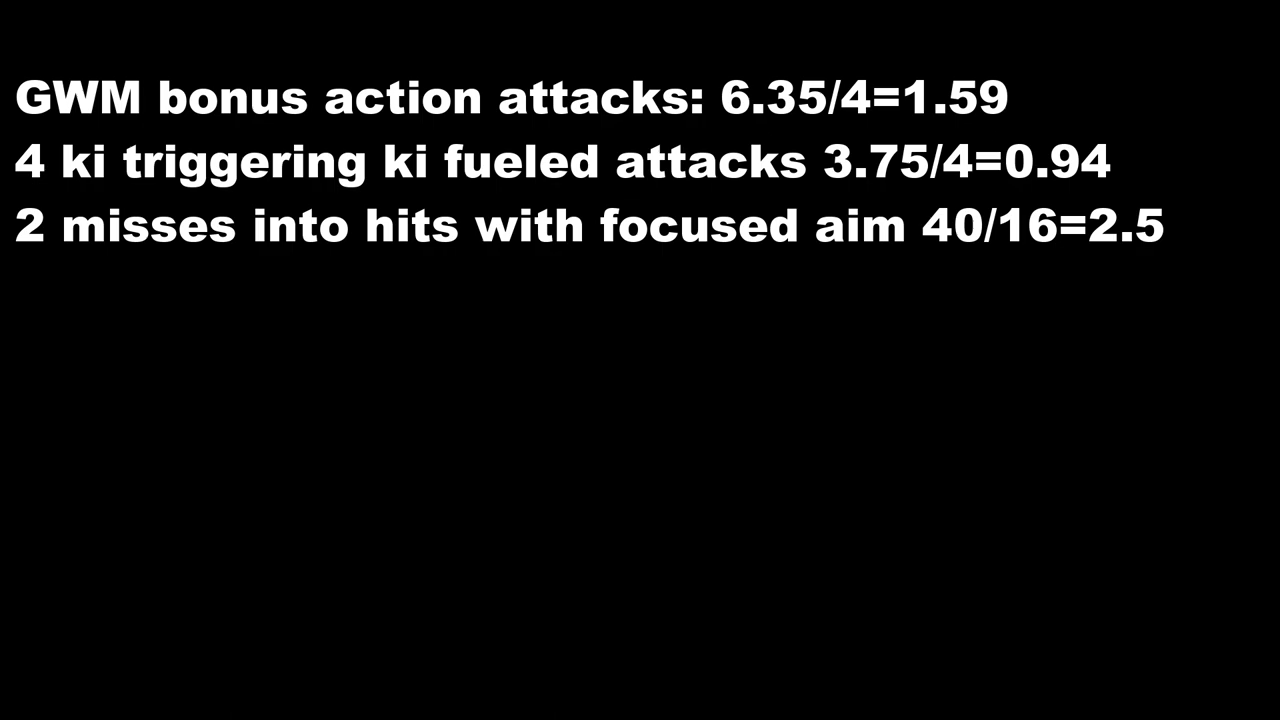 GWM bonus action attacks: 6.35/4=1.59
4 ki triggering ki fueled attacks 3.75/4=0.94
2 misses into hits with focused aim 40/16=2.5